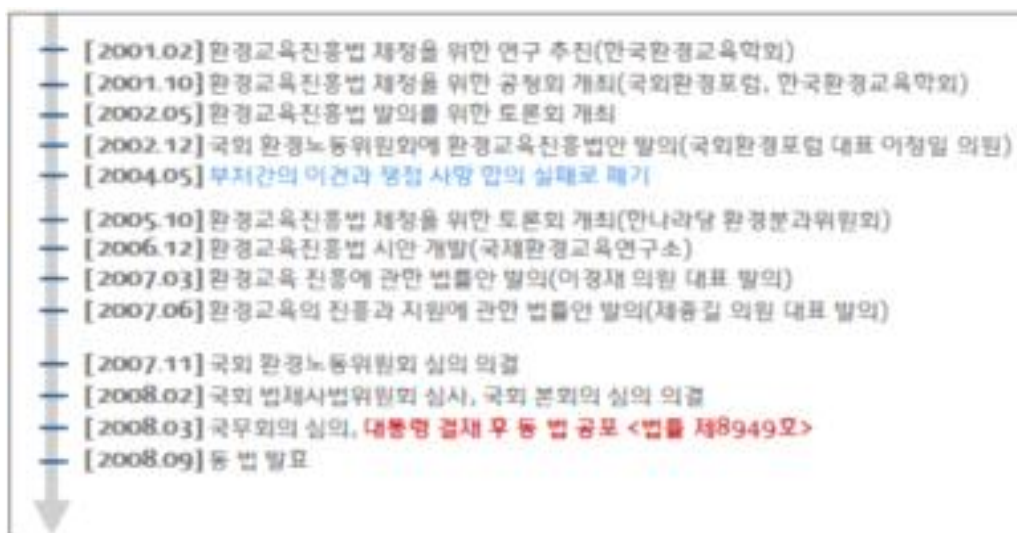 [2001.02] 환경교육진흥법 제정을 위한 연구 추진(한국환경교육학회)
[2001.10] 환경교육진흥법 제정을 위한 공청회 개최(국회환경포럼, 한국환경교육학회)
[2002.05] 환경교육진흥법 발의를 위한 토론회 개최
[2002.12] 국회 환경노동위원회에 환경교육진흥법안 발의(국회환경포럼 대표 이정일 의원)
[2004.05] 부처간의 이견과 쟁점 사항 합의 실패로 폐기
[2005.10] 환경교육진흥법 제정을 위한 토론회 개최(한나라당 환경분과위원회)
[2006.12] 환경교육진흥법 시안 개발(국제환경교육연구소)
[2007.03] 환경교육 진흥에 관한 법률안 발의(이경재 의원 대표 발의)
[2007.06] 환경교육의 진흥과 지원에 관한 법률안 발의(제종길 의원 대표 발의)
[2007.11] 국회 환경노동위원회 심의 의결
[2008.02] 국회 법제사법위원회 심사, 국회 본회의 심의 의결
[2008.03] 국무회의 심의, 대통령 결재 후 동 법 공포 <법률 제8949호>
[2008.09] 동 법 발표